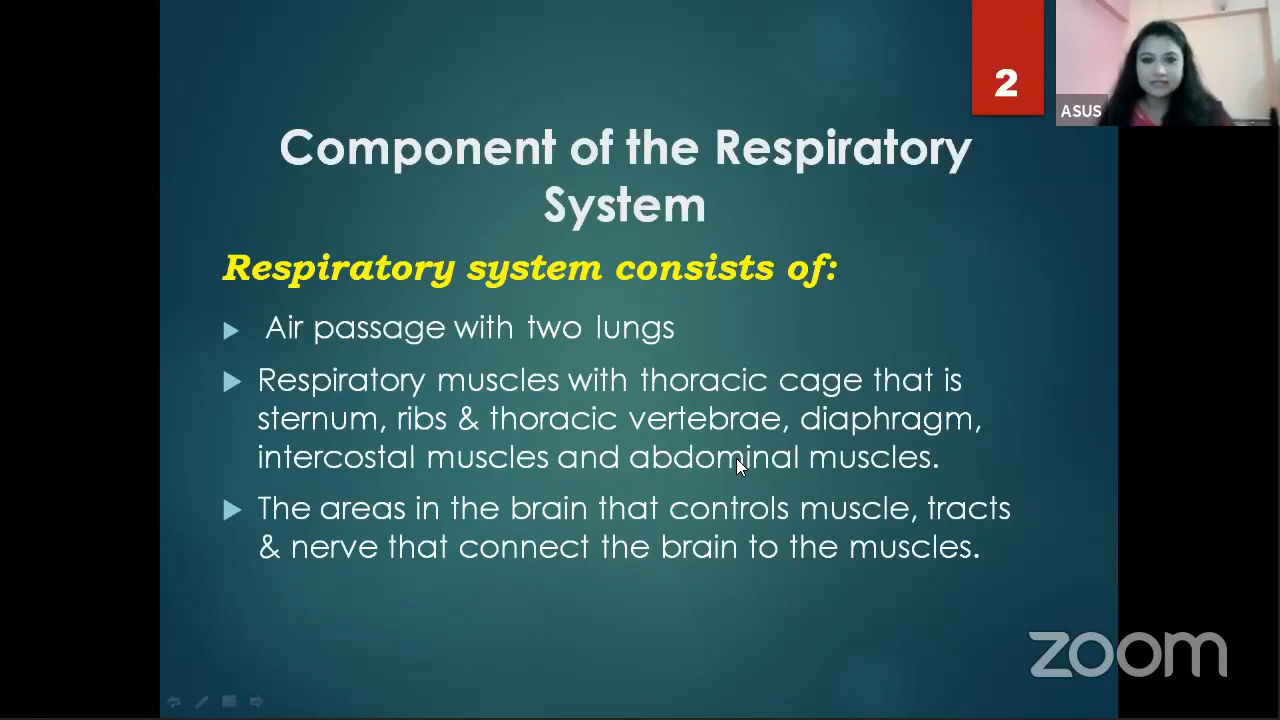 2
ASUS
Component of the Respiratory
System
Respiratory system consists of:
Air passage with two lungs
Respiratory muscles with thoracic cage that is
sternum, ribs & thoracic vertebrae, diaphragm,
intercostal muscles and abdominal muscles.
The areas in the brain that controls muscle, tracts
& nerve that connect the brain to the muscles.
zoom